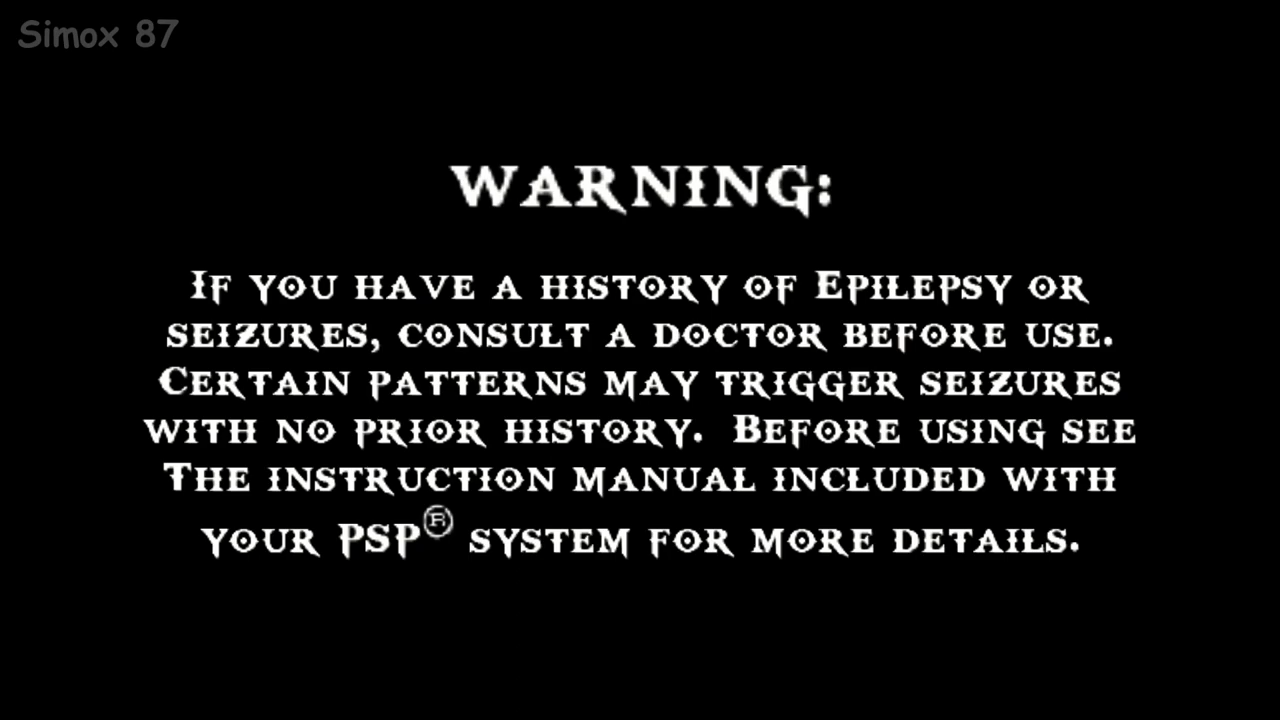 Simox 87
WARNING:
If you have a history of Epilepsy or
seizures, consult a doctor before use.
Certain patterns may trigger seizures
with no prior history.  Before using see
The instruction manual included with
your PSP® system for more details.